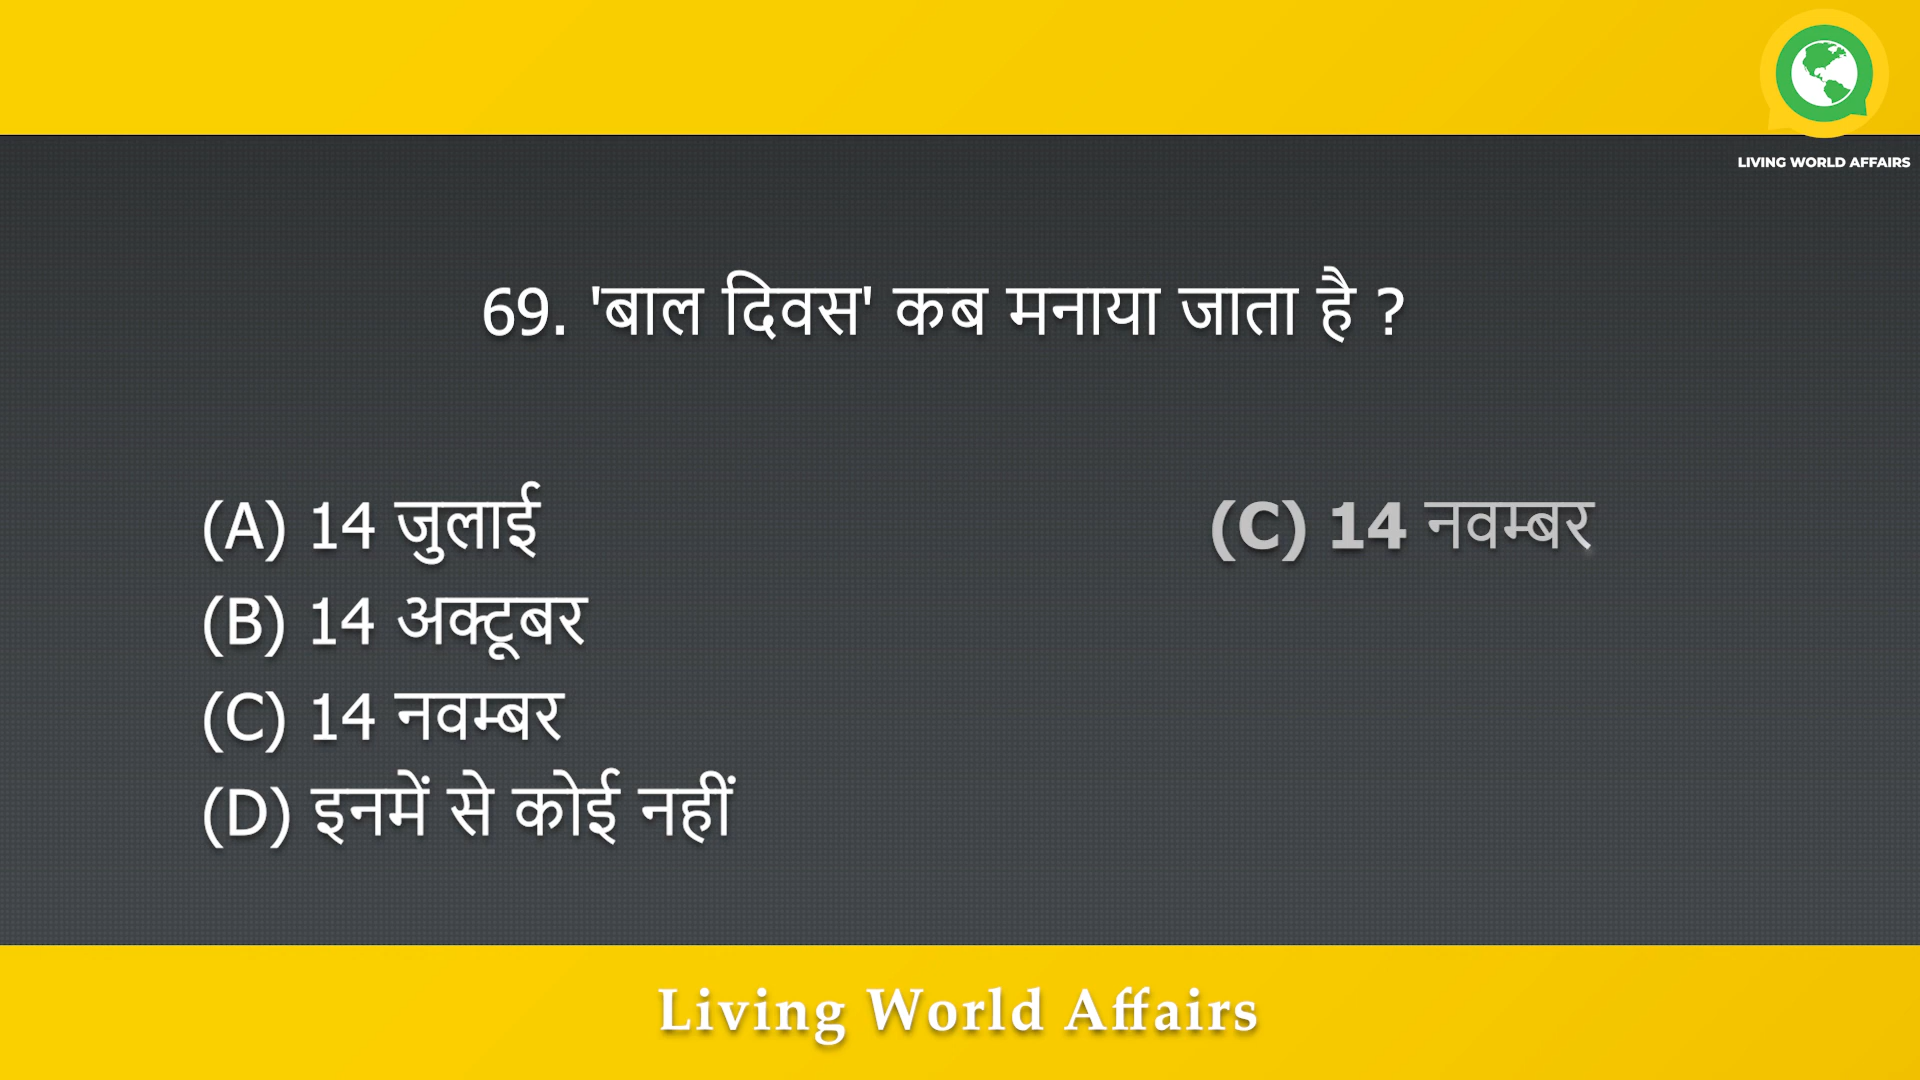 LIVING WORLD AFFAIRS
69. 'बाल दिवस' कब मनाया जाता है ?
(A) 14 जुलाई
(B) 14 अक्टूबर
(C) 14 नवम्बर
(D) इनमें से कोई नहीं
(C) 14 नवम्बर
Living World Affairs